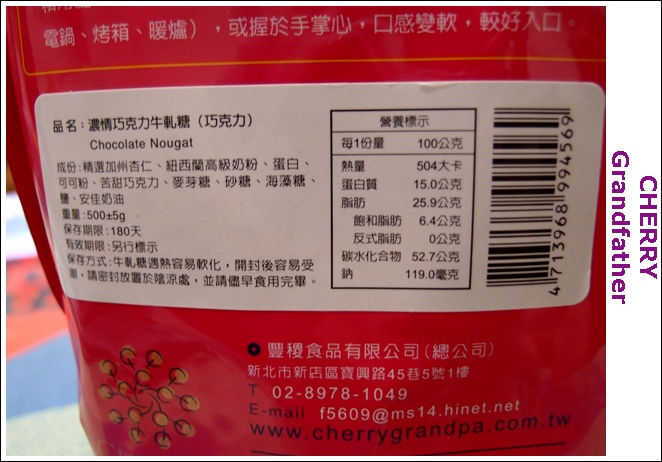 電鍋、烤箱、暖爐），或握於手掌心，口感變軟，較好入口。
品名：濃情巧克力牛軋糖（巧克力）
Chocolate Nougat
成份：精選加州杏仁、紐西蘭高級奶粉、蛋白、
可可粉、苦甜巧克力、麥芽糖、砂糖、海藻糖、
鹽、安佳奶油
重量：500±5g
保存期限：180天
有效期限：另行標示
保存方式：牛軋糖遇熱容易軟化，開封後容易受
潮，請密封放置於陰涼處，並請儘早食用完畢。
營養標示
每1份量 100公克
熱量 504大卡
蛋白質 15.0公克
脂肪 25.9公克
飽和脂肪 6.4公克
反式脂肪 0公克
碳水化合物 52.7公克
鈉 119.0毫克
4 713968 994569
豐稷食品有限公司(總公司)
新北市新店區寶興路45巷5號1樓
T 02-8978-1049
E-mail f5609@ms14.hinet.net
www.cherrygrandpa.com.tw
CHERRY
Grandfather